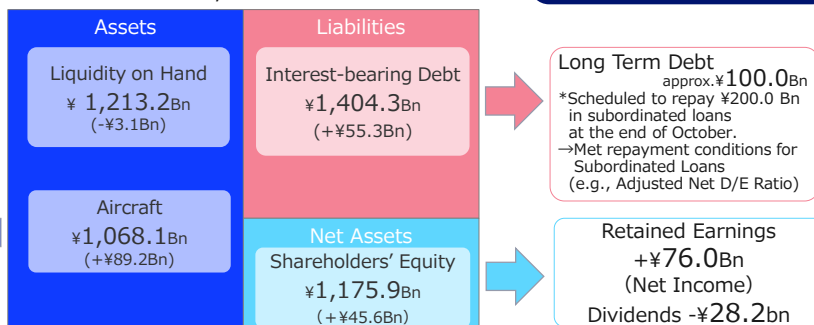 Assets
Liquidity on Hand
¥ 1,213.2Bn
(-¥3.1Bn)
Aircraft
¥1,068.1Bn
(+¥89.2Bn)
Liabilities
Interest-bearing Debt
¥1,404.3Bn
(+¥55.3Bn)
Net Assets
Shareholders’ Equity
¥1,175.9Bn
(+¥45.6Bn)
Long Term Debt
approx.¥100.0Bn
*Scheduled to repay ¥200.0 Bn
in subordinated loans
at the end of October.
→Met repayment conditions for
Subordinated Loans
(e.g., Adjusted Net D/E Ratio)
Retained Earnings
+¥76.0Bn
(Net Income)
Dividends -¥28.2bn